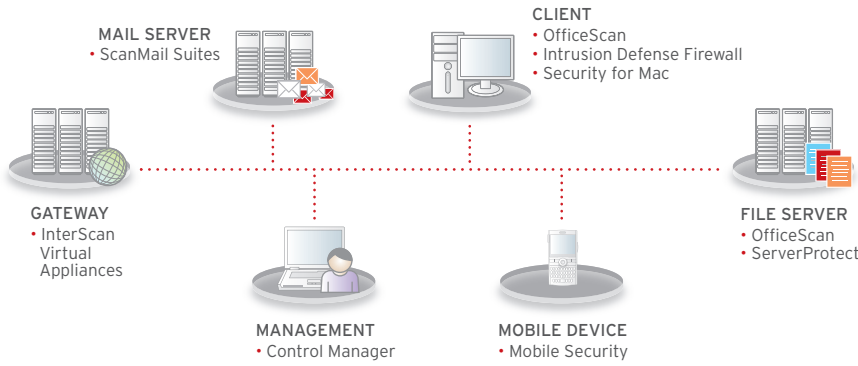 MAIL SERVER
• ScanMail Suites
CLIENT
• OfficeScan
• Intrusion Defense Firewall
• Security for Mac
GATEWAY
• InterScan
Virtual
Appliances
FILE SERVER
• OfficeScan
• ServerProtect
MANAGEMENT
• Control Manager
MOBILE DEVICE
• Mobile Security